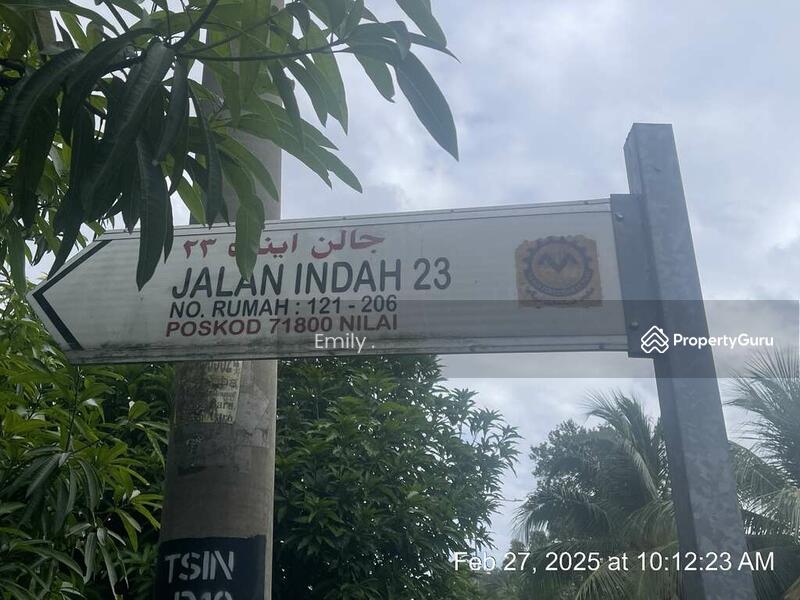 جالن اينده ٢٣
JALAN INDAH 23
NO. RUMAH : 121 - 206
POSKOD 71800 NILAI
Emily
PropertyGuru
TSIN
Feb 27, 2025 at 10:12:23 AM